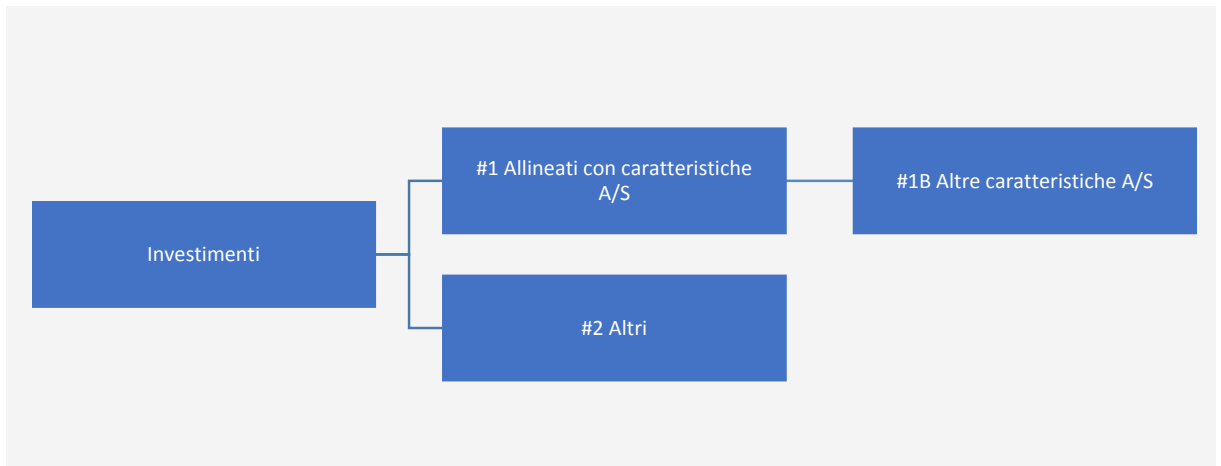 #1 Allineati con caratteristiche
A/S
#1B Altre caratteristiche A/S
Investimenti
#2 Altri